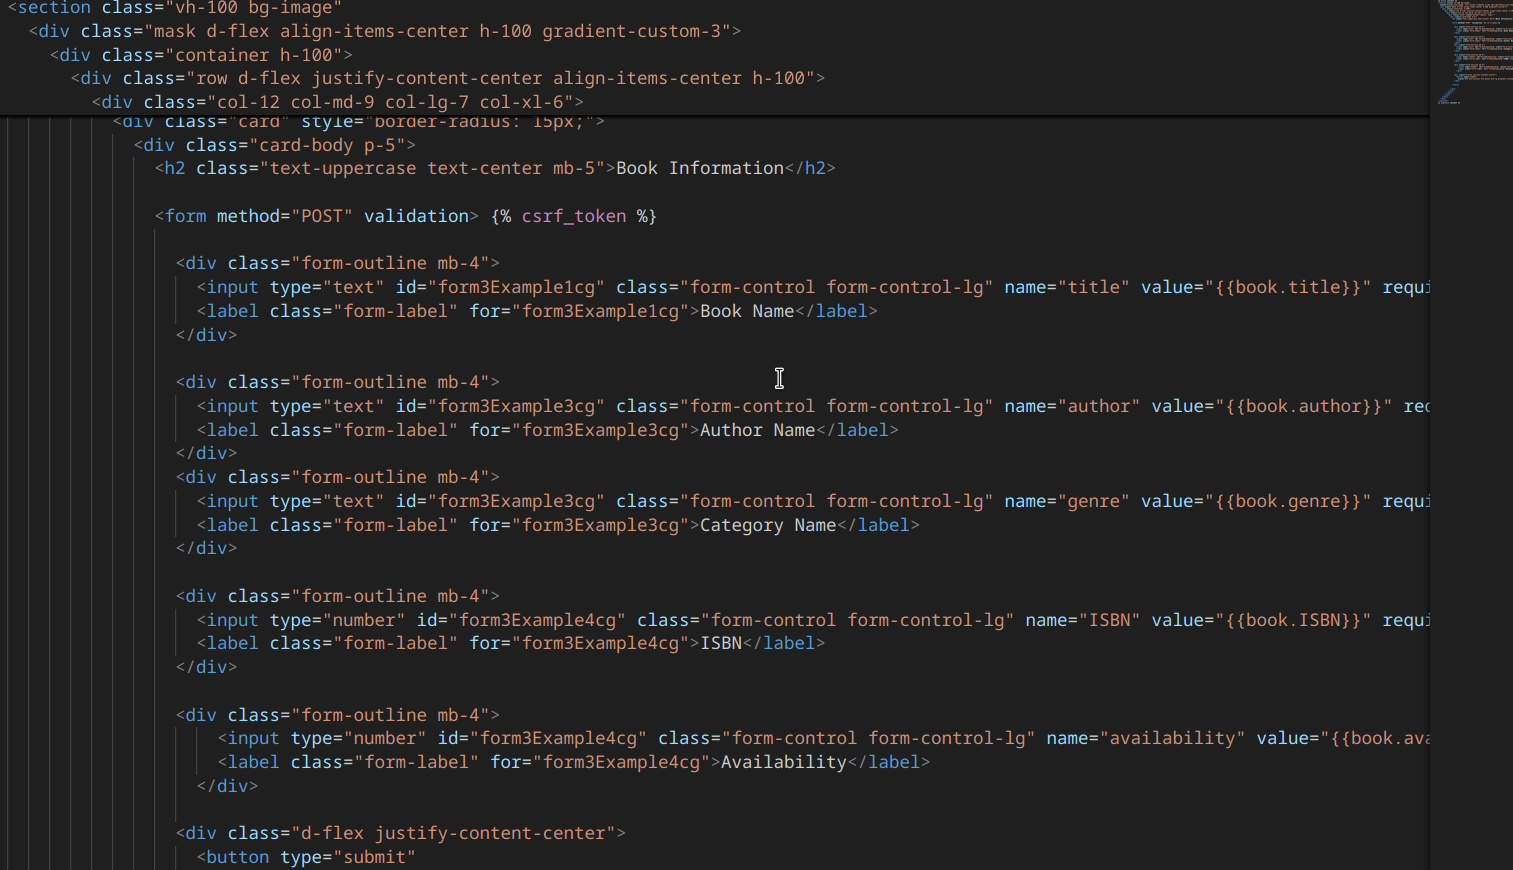 <section class="vh-100 bg-image"
<div class="mask d-flex align-items-center h-100 gradient-custom-3">
<div class="container h-100">
<div class="row d-flex justify-content-center align-items-center h-100">
<div class="col-12 col-md-9 col-lg-7 col-xl-6">
<div class="card" style="border-radius: 15px;">
<div class="card-body p-5">
<h2 class="text-uppercase text-center mb-5">Book Information</h2>
<form method="POST" validation> {% csrf_token %}
<div class="form-outline mb-4">
<input type="text" id="form3Example1cg" class="form-control form-control-lg" name="title" value="{{book.title}}" requi
<label class="form-label" for="form3Example1cg">Book Name</label>
</div>
<div class="form-outline mb-4">
<input type="text" id="form3Example3cg" class="form-control form-control-lg" name="author" value="{{book.author}}" rec
<label class="form-label" for="form3Example3cg">Author Name</label>
</div>
<div class="form-outline mb-4">
<input type="text" id="form3Example3cg" class="form-control form-control-lg" name="genre" value="{{book.genre}}" requi
<label class="form-label" for="form3Example3cg">Category Name</label>
</div>
<div class="form-outline mb-4">
<input type="number" id="form3Example4cg" class="form-control form-control-lg" name="ISBN" value="{{book.ISBN}}" requi
<label class="form-label" for="form3Example4cg">ISBN</label>
</div>
<div class="form-outline mb-4">
<input type="number" id="form3Example4cg" class="form-control form-control-lg" name="availability" value="{{book.ava
<label class="form-label" for="form3Example4cg">Availability</label>
</div>
<div class="d-flex justify-content-center">
<button type="submit"